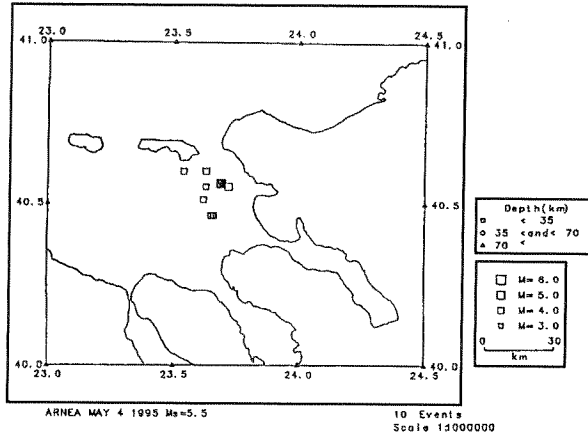 23.0 23.5 24.0 24.5
41.0 41.0
40.5 40.5
40.0 40.0
23.0 23.5 24.0 24.5
Depth(km)
< 35
35 <and< 70
70 <
M= 6.0
M= 5.0
M= 4.0
M= 3.0
0 30
km
ARNEA MAY 4 1995 Ms=5.5
10 Events
Scale 1:1000000